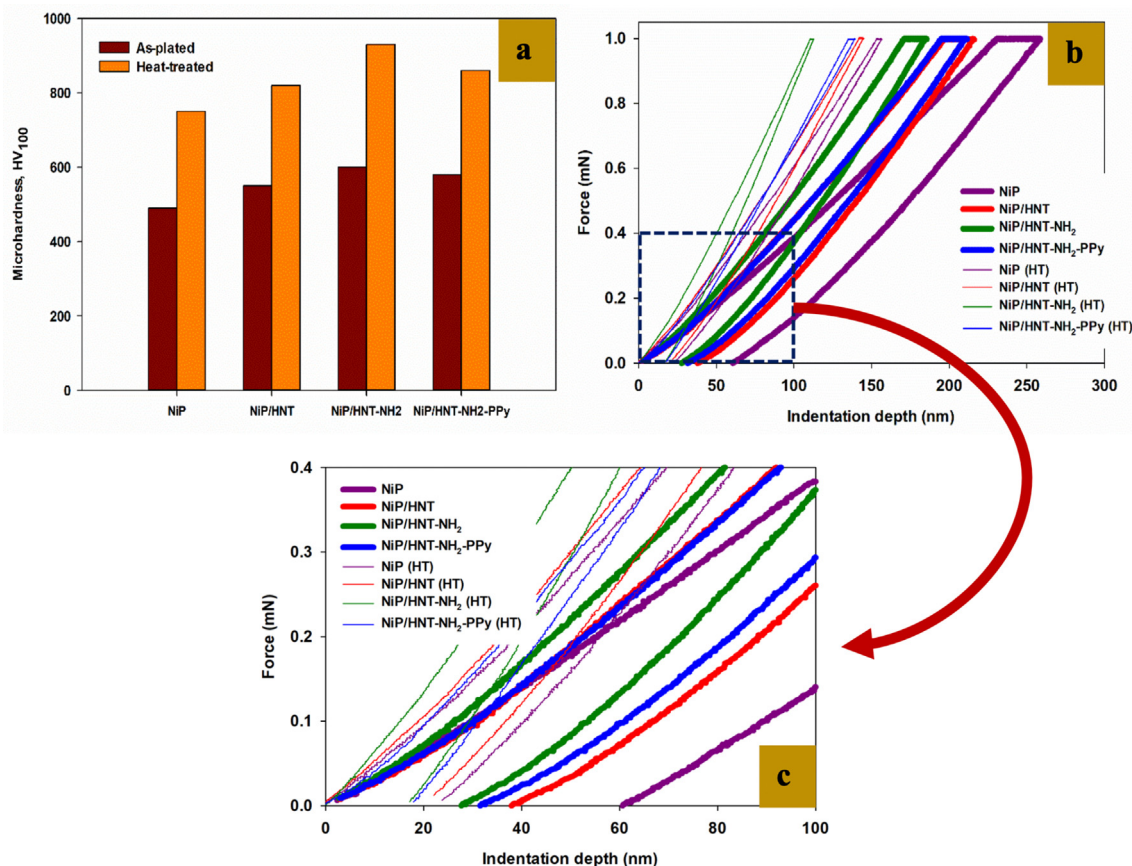 1000
800
600
400
200
0
Microhardness, HV100
As-plated
Heat-treated
a
NiP
NiP/HNT
NiP/HNT-NH2
NiP/HNT-NH2-PPy
1.0
0.8
0.6
0.4
0.2
0.0
Force (mN)
b
NiP
NiP/HNT
NiP/HNT-NH2
NiP/HNT-NH2-PPy
NiP (HT)
NiP/HNT (HT)
NiP/HNT-NH2 (HT)
NiP/HNT-NH2-PPy (HT)
0
50
100
150
200
250
300
Indentation depth (nm)
0.4
0.3
0.2
0.1
0.0
Force (mN)
NiP
NiP/HNT
NiP/HNT-NH2
NiP/HNT-NH2-PPy
NiP (HT)
NiP/HNT (HT)
NiP/HNT-NH2 (HT)
NiP/HNT-NH2-PPy (HT)
c
0
20
40
60
80
100
Indentation depth (nm)